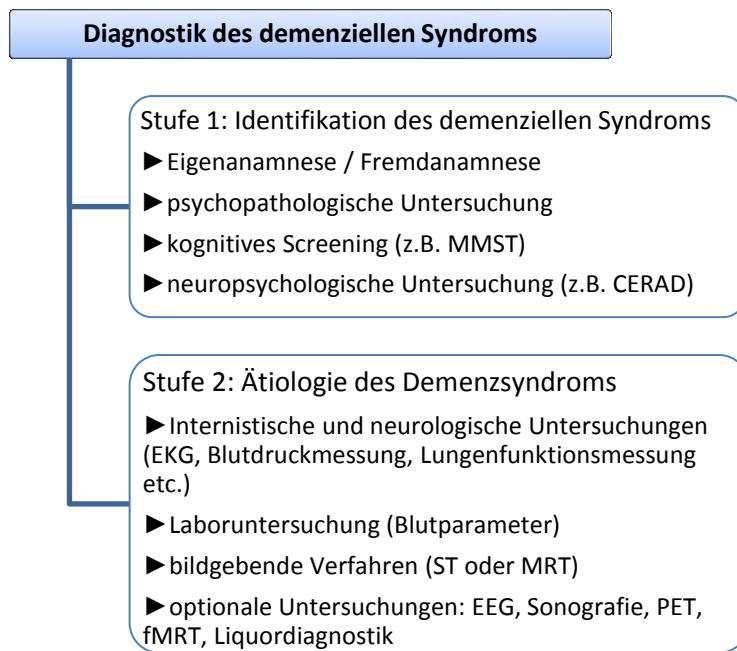 Diagnostik des demenziellen Syndroms
Stufe 1: Identifikation des demenziellen Syndroms
►Eigenanamnese / Fremdanamnese
►psychopathologische Untersuchung
►kognitives Screening (z.B. MMST)
►neuropsychologische Untersuchung (z.B. CERAD)
Stufe 2: Ätiologie des Demenzsyndroms
►Internistische und neurologische Untersuchungen
(EKG, Blutdruckmessung, Lungenfunktionsmessung
etc.)
►Laboruntersuchung (Blutparameter)
►bildgebende Verfahren (ST oder MRT)
►optionale Untersuchungen: EEG, Sonografie, PET,
fMRT, Liquordiagnostik